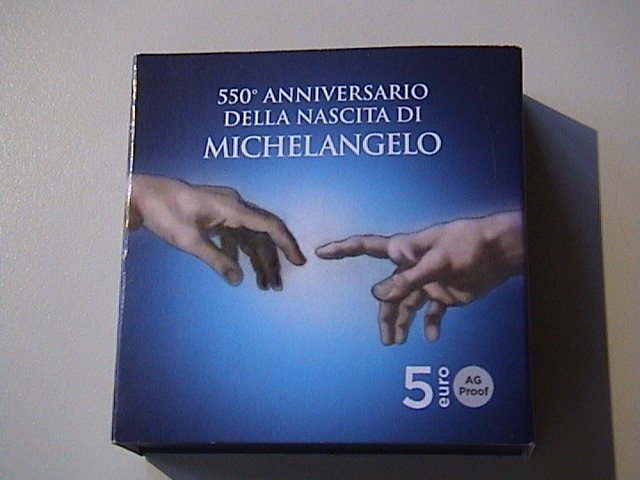 550° ANNIVERSARIO
DELLA NASCITA DI
MICHELANGELO
5 euro
AG
Proof